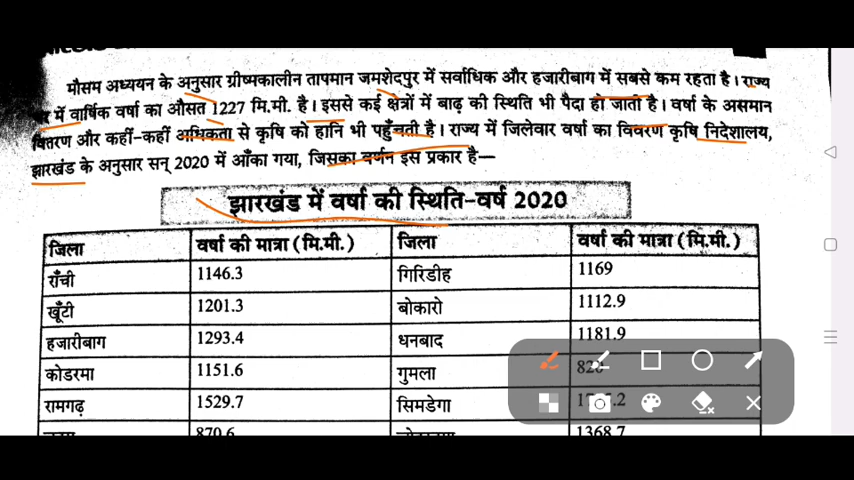 मौसम अध्ययन के अनुसार ग्रीष्मकालीन तापमान जमशेदपुर में सर्वाधिक और हजारीबाग में सबसे कम रहता है। राज्य
में वार्षिक वर्षा का औसत 1227 मि.मी. है। इससे कई क्षेत्रों में बाढ़ की स्थिति भी पैदा हो जाती है। वर्षा के असमान
वितरण और कहीं-कहीं अधिकता से कृषि को हानि भी पहुँचती है। राज्य में जिलेवार वर्षा का विवरण कृषि निदेशालय,
झारखंड के अनुसार सन् 2020 में आँका गया, जिसका वर्णन इस प्रकार है—
झारखंड में वर्षा की स्थिति-वर्ष 2020
जिला वर्षा की मात्रा (मि.मी.) जिला वर्षा की मात्रा (मि.मी.)
राँची 1146.3 गिरिडीह 1169
खूँटी 1201.3 बोकारो 1112.9
हजारीबाग 1293.4 धनबाद 1181.9
कोडरमा 1151.6 गुमला
रामगढ़ 1529.7 सिमडेगा
870.6 1368.7